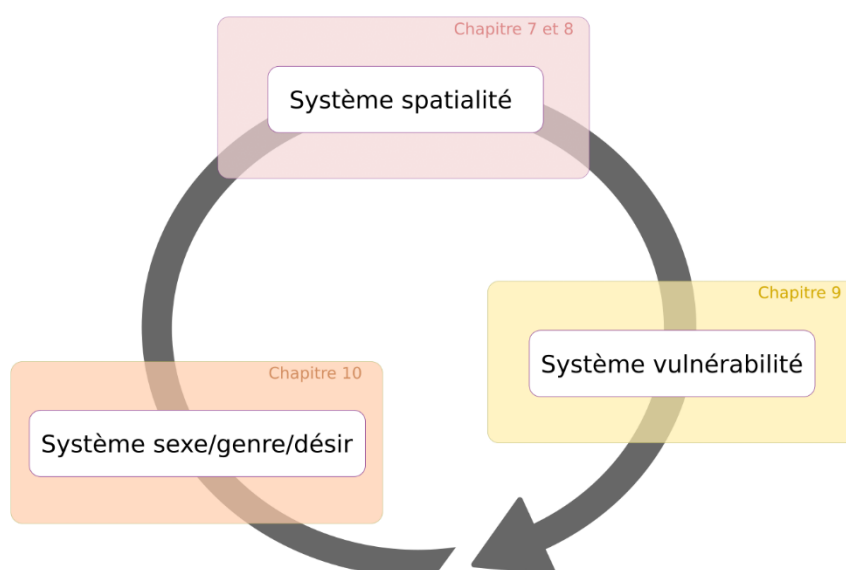 Chapitre 7 et 8
Système spatialité
Chapitre 9
Système vulnérabilité
Chapitre 10
Système sexe/genre/désir